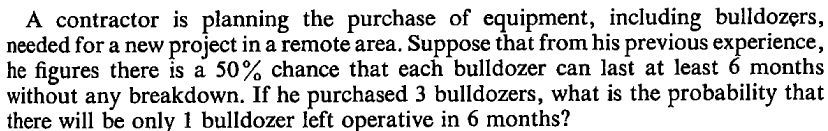 A contractor is planning the purchase of equipment, including bulldozers,
needed for a new project in a remote area. Suppose that from his previous experience,
he figures there is a 50% chance that each bulldozer can last at least 6 months
without any breakdown. If he purchased 3 bulldozers, what is the probability that
there will be only 1 bulldozer left operative in 6 months?